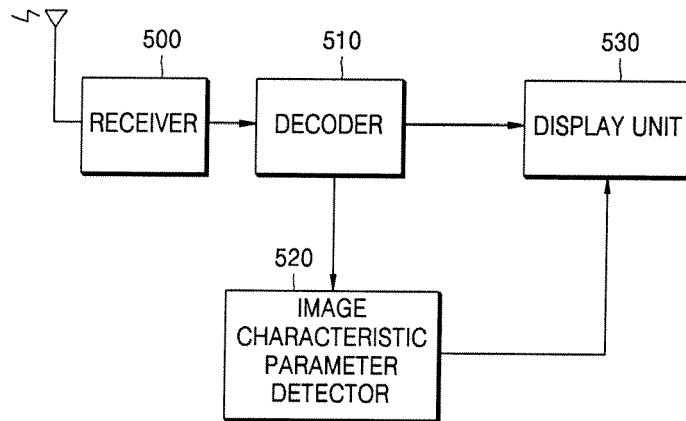 500
510
530
RECEIVER
DECODER
DISPLAY UNIT
520
IMAGE
CHARACTERISTIC
PARAMETER
DETECTOR